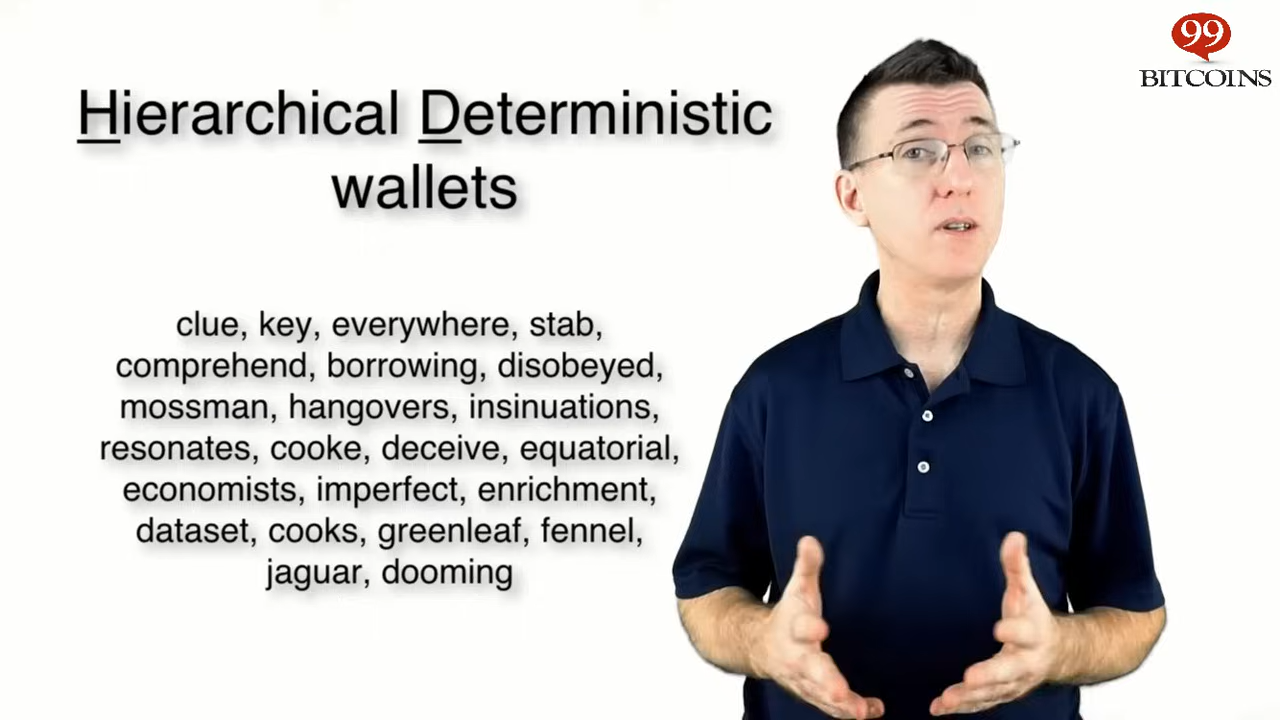 Hierarchical Deterministic
wallets
clue, key, everywhere, stab,
comprehend, borrowing, disobeyed,
mossman, hangovers, insinuations,
resonates, cooke, deceive, equatorial,
economists, imperfect, enrichment,
dataset, cooks, greenleaf, fennel,
jaguar, dooming
99
BITCOINS